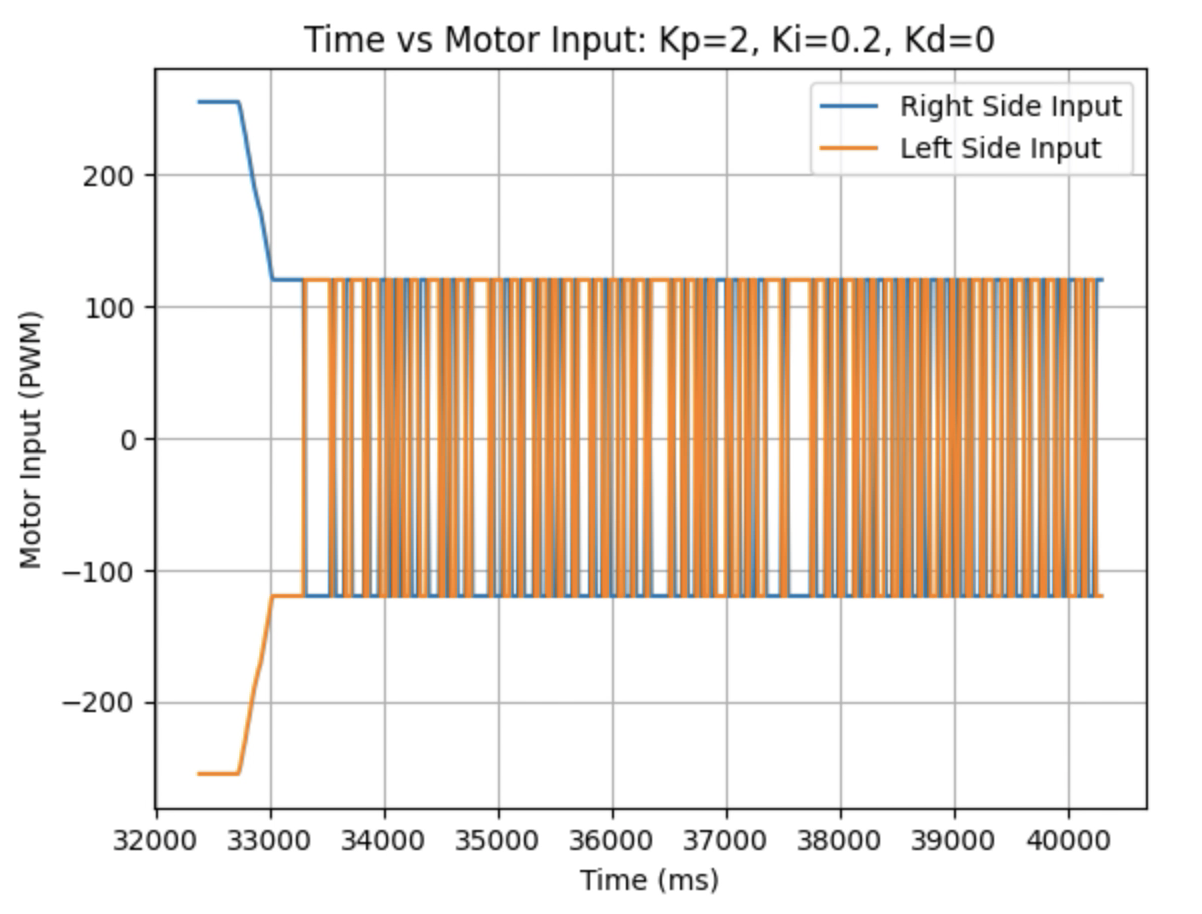 Time vs Motor Input: Kp=2, Ki=0.2, Kd=0
Right Side Input
Left Side Input
Motor Input (PWM)
200
100
0
−100
−200
32000 33000 34000 35000 36000 37000 38000 39000 40000
Time (ms)